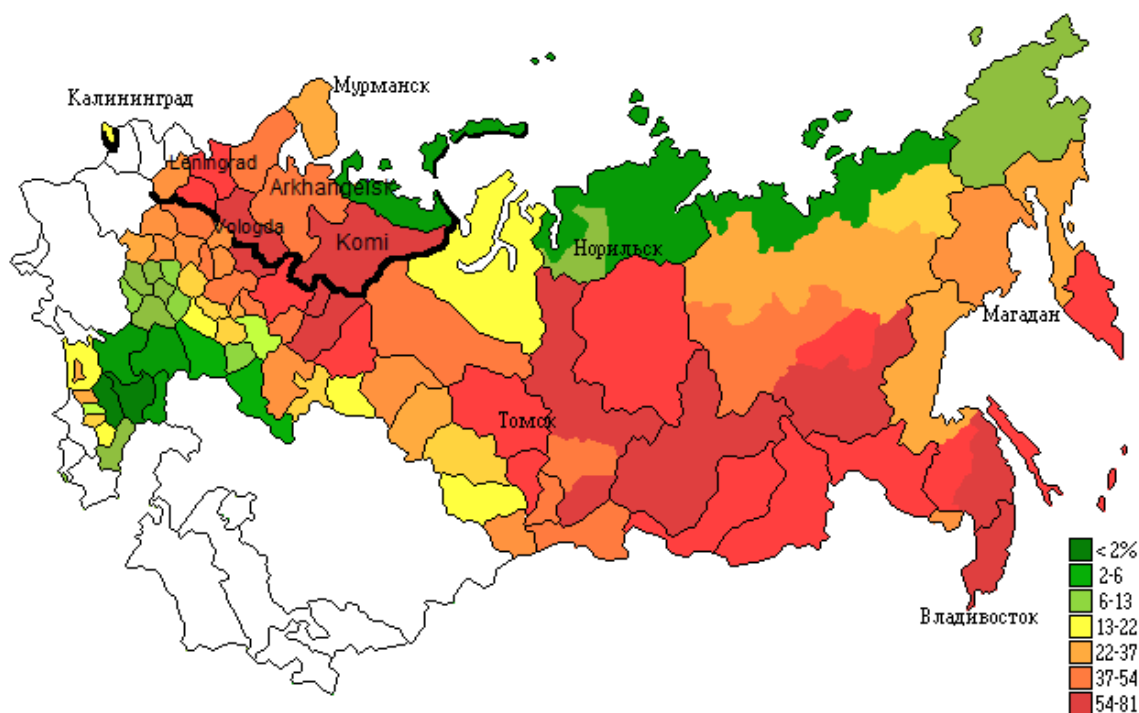 Мурманск
Калининград
Leningrad
Arkhangelsk
Vologda
Komi
Норильск
Магадан
Томск
Владивосток
< 2%
2-6
6-13
13-22
22-37
37-54
54-81